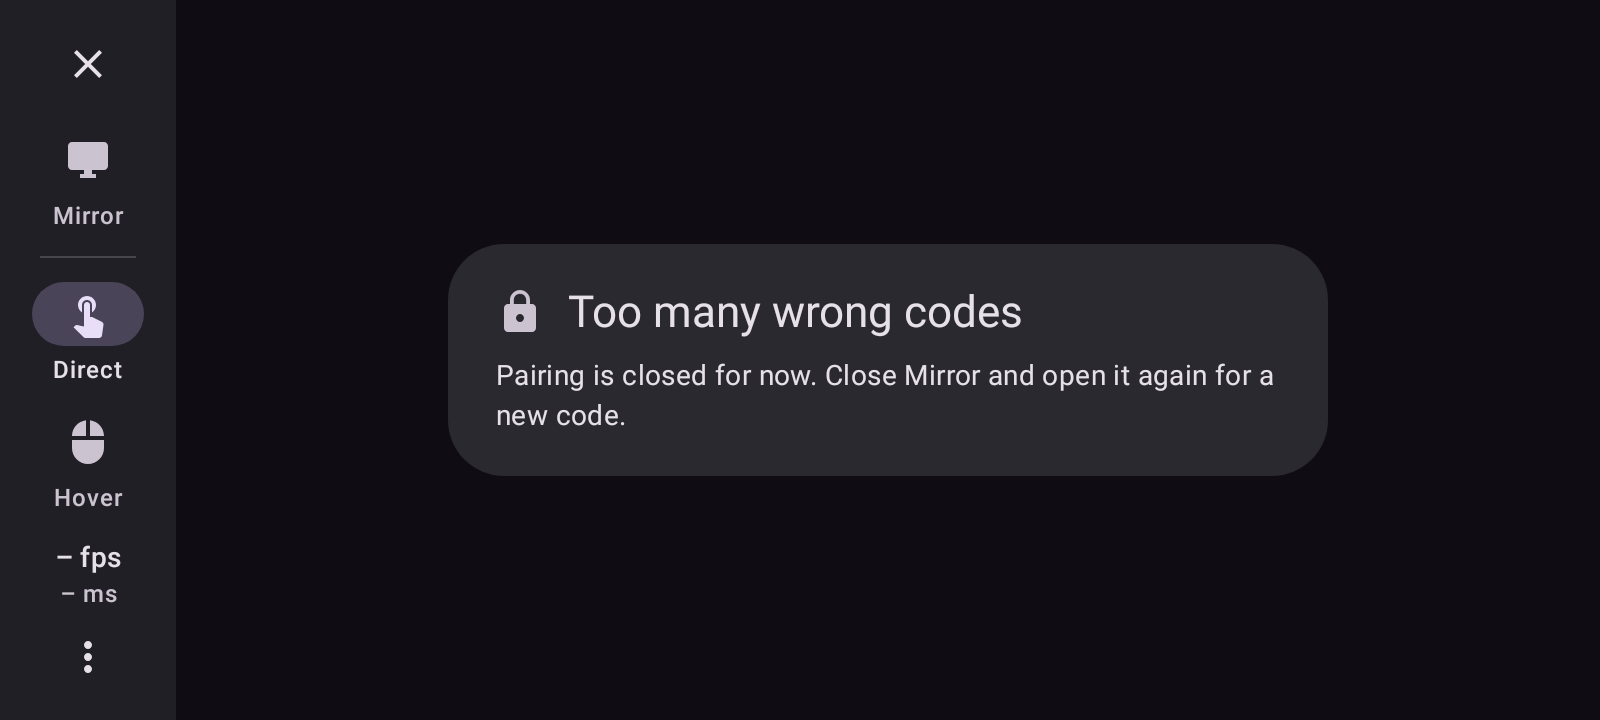 Mirror
Direct
Hover
– fps
– ms
Too many wrong codes
Pairing is closed for now. Close Mirror and open it again for a
new code.